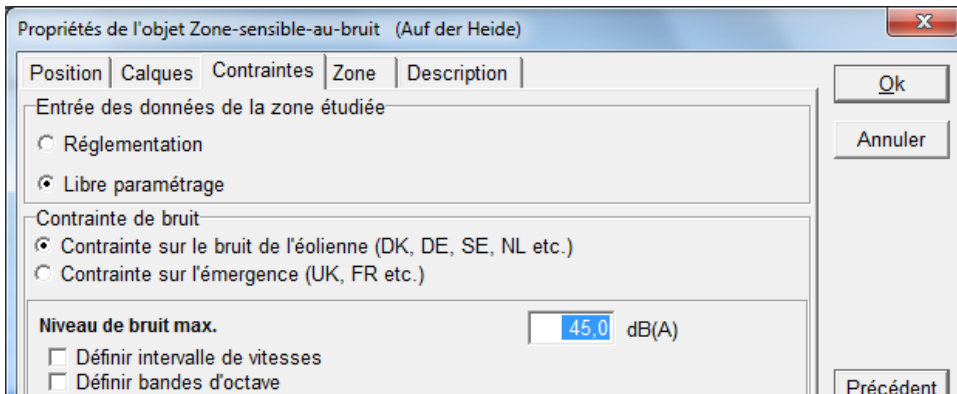 Propriétés de l'objet Zone-sensible-au-bruit (Auf der Heide)
Position Calques Contraintes Zone Description
Ok
Annuler
Entrée des données de la zone étudiée
Réglementation
Libre paramétrage
Contrainte de bruit
Contrainte sur le bruit de l'éolienne (DK, DE, SE, NL etc.)
Contrainte sur l'émergence (UK, FR etc.)
Niveau de bruit max. 45,0 dB(A)
Définir intervalle de vitesses
Définir bandes d'octave
Précédent